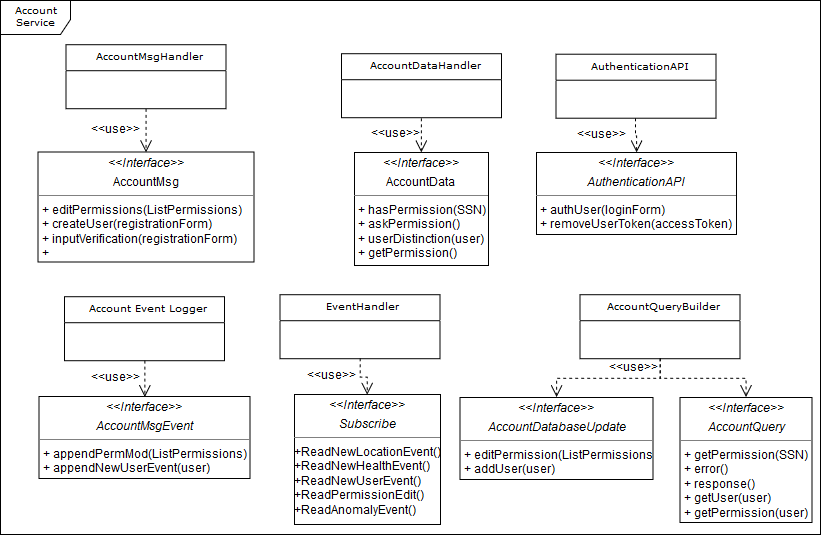 Account
Service
AccountMsgHandler
<<use>>
<<Interface>>
AccountMsg
+ editPermissions(ListPermissions)
+ createUser(registrationForm)
+ inputVerification(registrationForm)
+
AccountDataHandler
<<use>>
<<Interface>>
AccountData
+ hasPermission(SSN)
+ askPermission()
+ userDistinction(user)
+ getPermission()
AuthenticationAPI
<<use>>
<<Interface>>
AuthenticationAPI
+ authUser(loginForm)
+ removeUserToken(accessToken)
Account Event Logger
<<use>>
<<Interface>>
AccountMsgEvent
+ appendPermMod(ListPermissions)
+ appendNewUserEvent(user)
EventHandler
<<use>>
<<Interface>>
Subscribe
+ReadNewLocationEvent()
+ReadNewHealthEvent()
+ReadNewUserEvent()
+ReadPermissionEdit()
+ReadAnomalyEvent()
AccountQueryBuilder
<<use>>
<<Interface>>
AccountDatabaseUpdate
+ editPermission(ListPermissions
+ addUser(user)
<<Interface>>
AccountQuery
+ getPermission(SSN)
+ error()
+ response()
+ getUser(user)
+ getPermission(user)